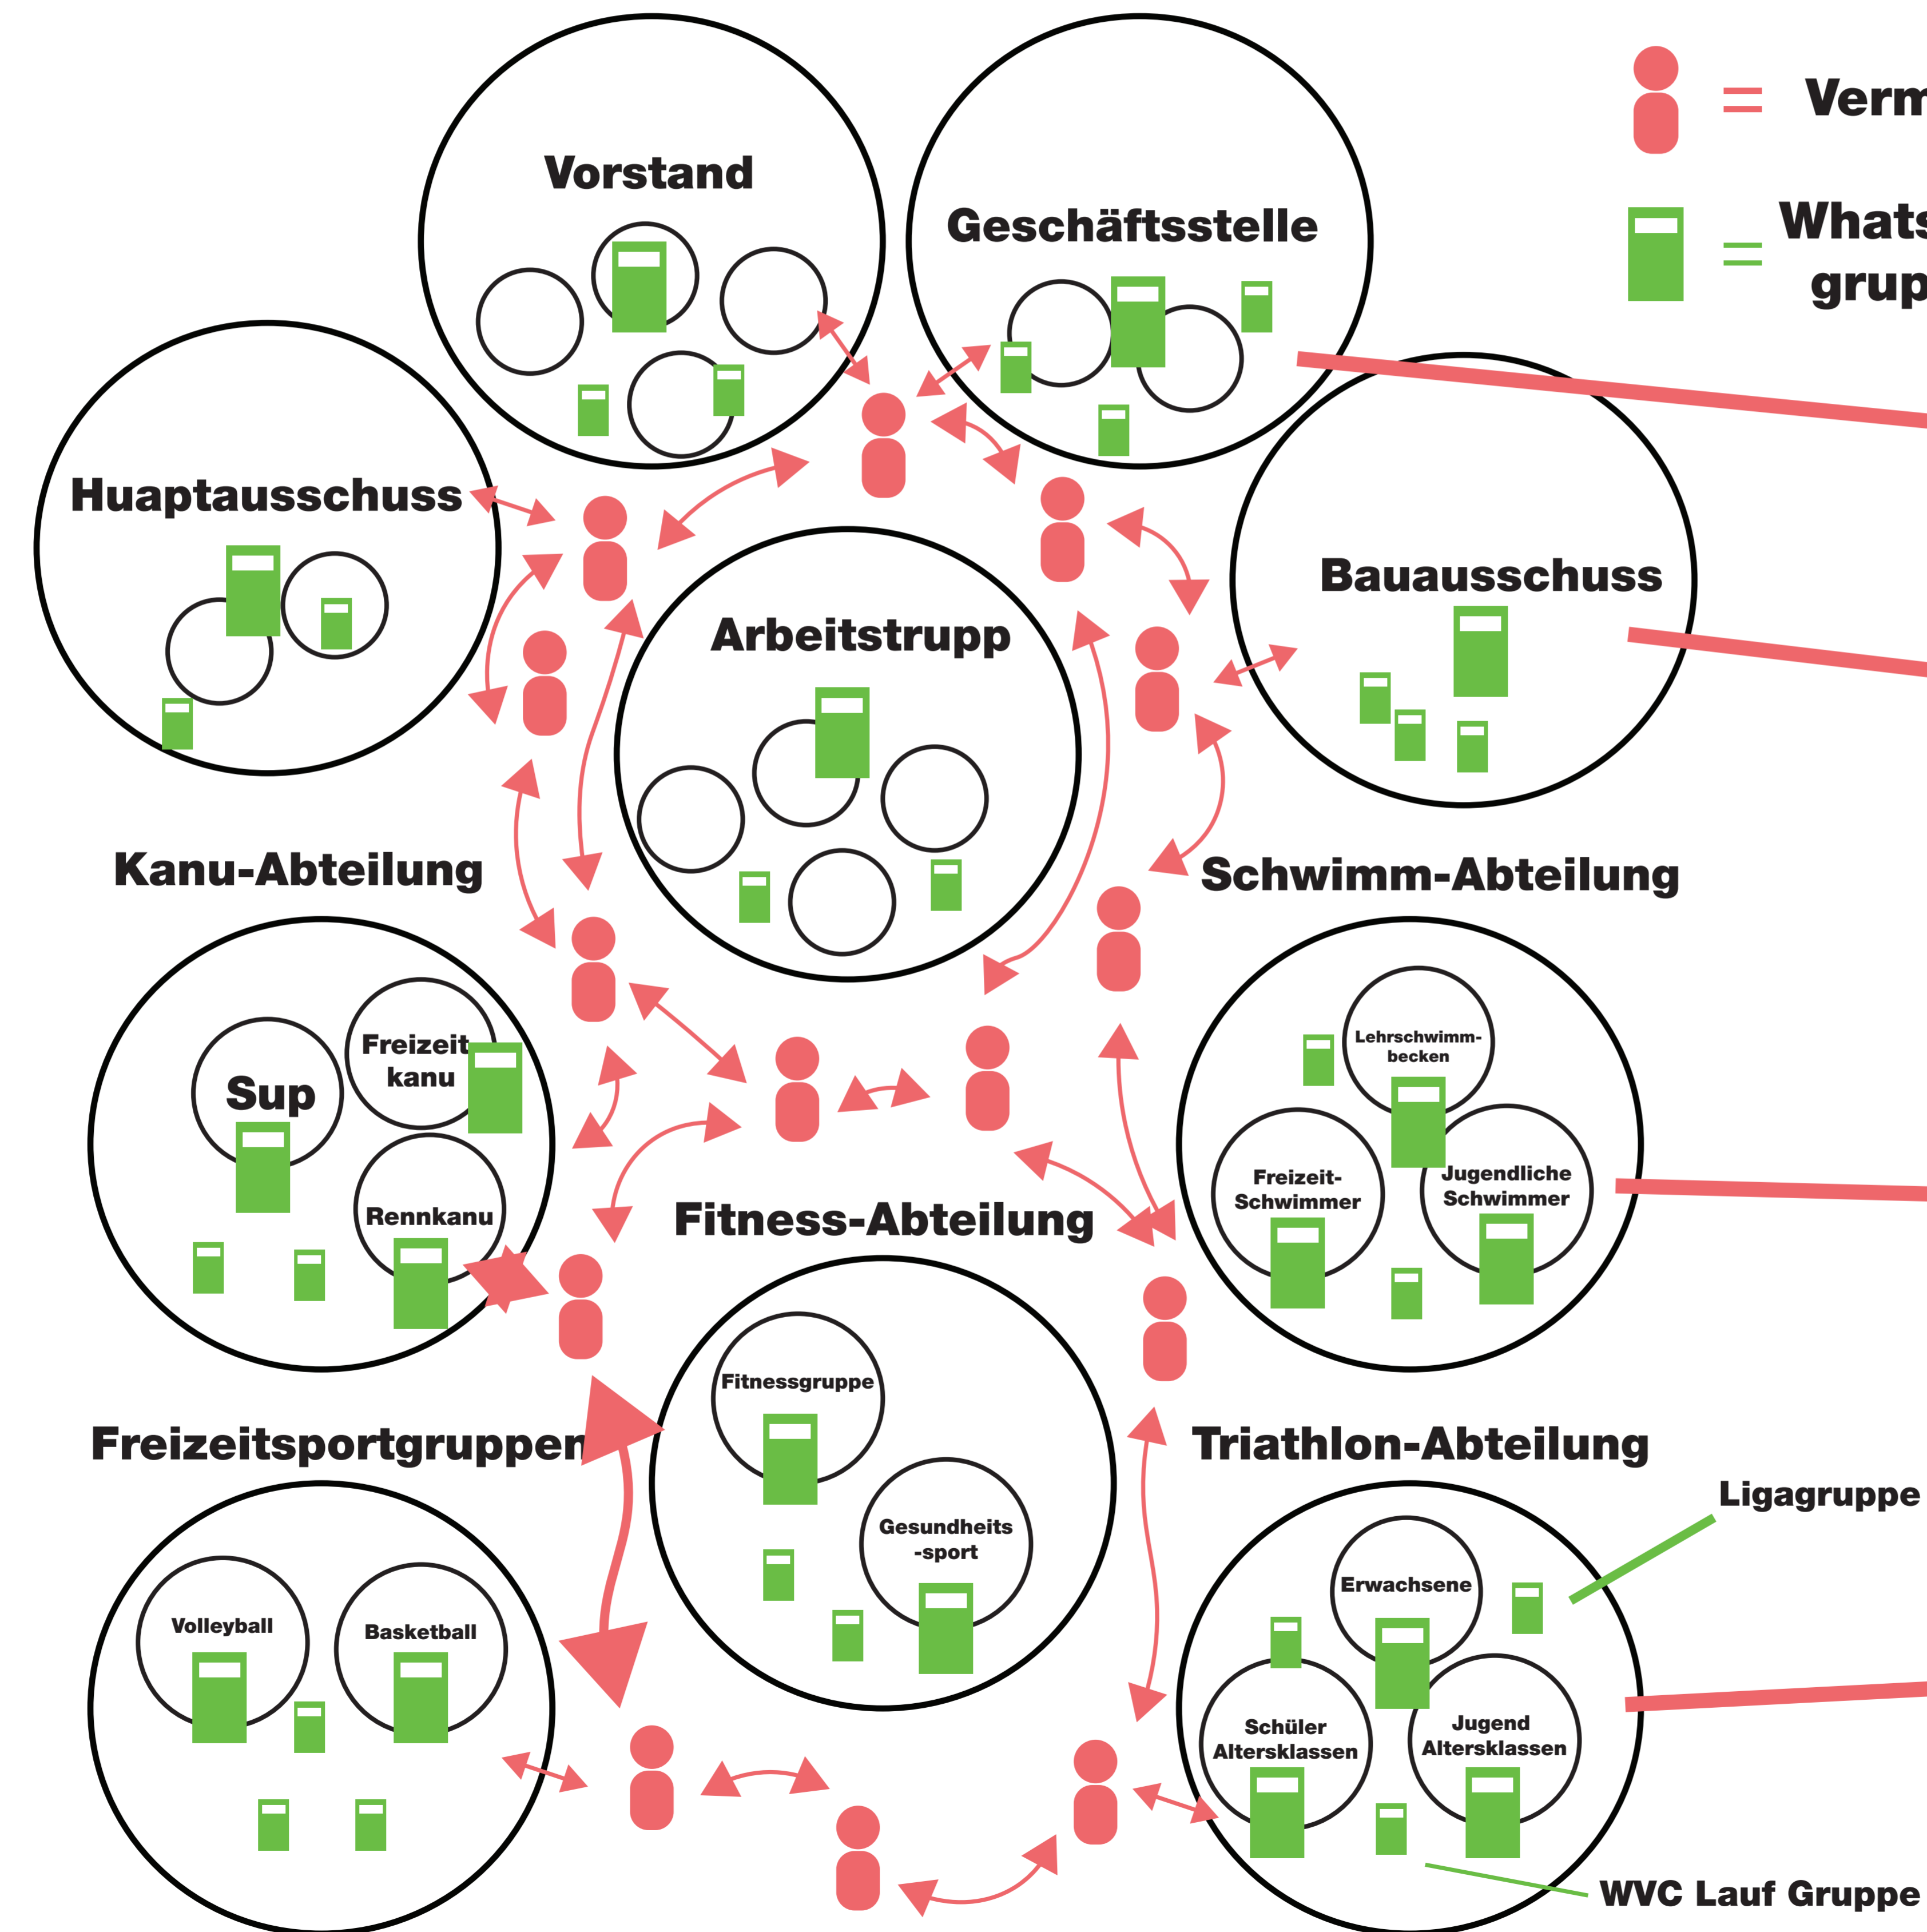 Vorstand
Geschäftsstelle
Verm
Whats
grup
Huaptausschuss
Bauausschuss
Arbeitstrupp
Kanu-Abteilung
Schwimm-Abteilung
Sup
Freizeit
kanu
Rennkanu
Lehrschwimm-
becken
Freizeit-
Schwimmer
Jugendliche
Schwimmer
Fitness-Abteilung
Fitnessgruppe
Gesundheits
-sport
Freizeitsportgruppen
Volleyball
Basketball
Triathlon-Abteilung
Ligagruppe
Erwachsene
Schüler
Altersklassen
Jugend
Altersklassen
WVC Lauf Gruppe